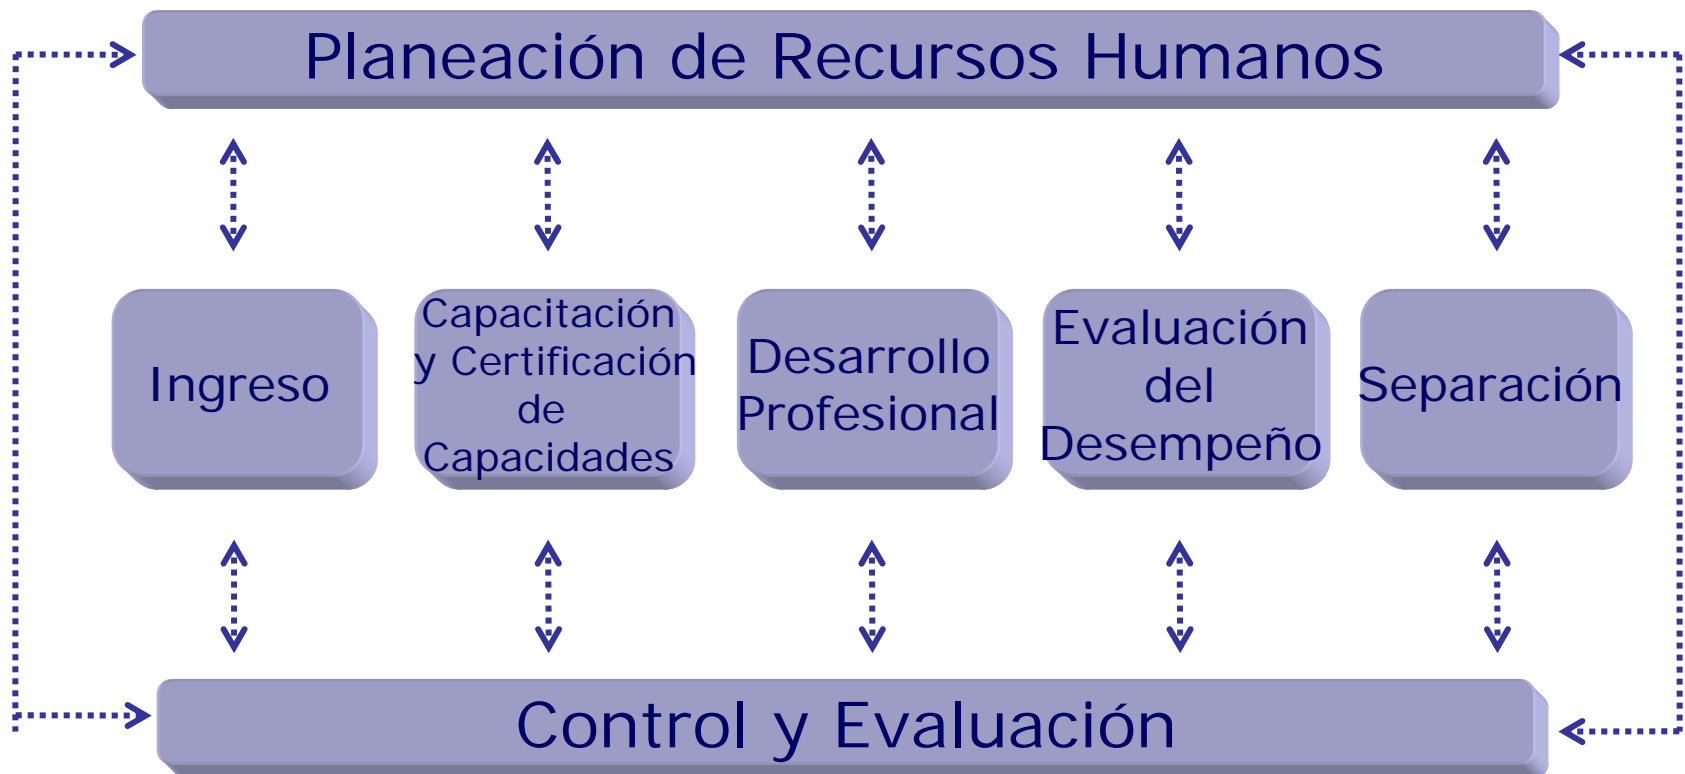 Planeación de Recursos Humanos
Ingreso
Capacitación
y Certificación
de
Capacidades
Desarrollo
Profesional
Evaluación
del
Desempeño
Separación
Control y Evaluación